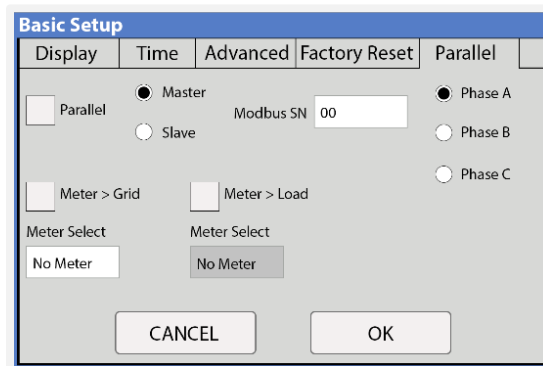 Basic Setup
Display Time Advanced Factory Reset Parallel
Parallel
Master
Slave
Modbus SN 00
Phase A
Phase B
Phase C
Meter > Grid
Meter > Load
Meter Select
No Meter
Meter Select
No Meter
CANCEL
OK